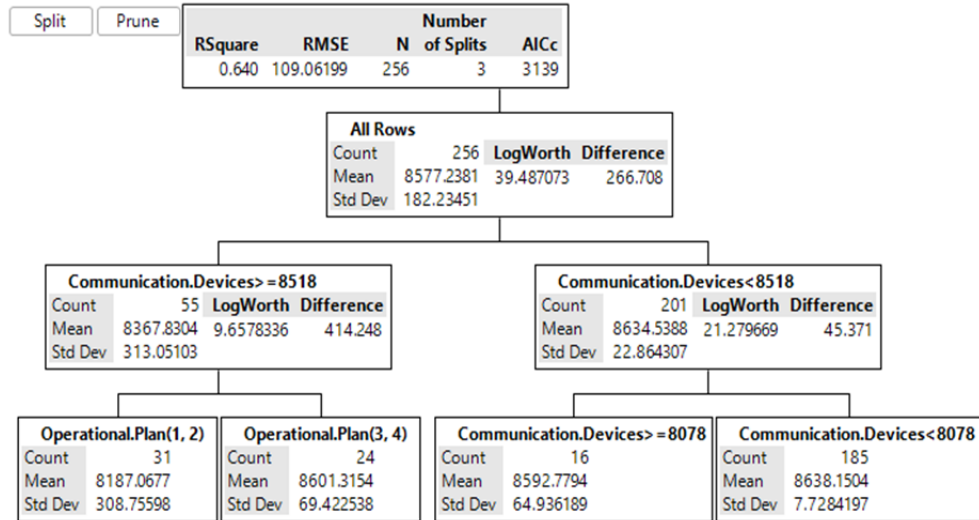 Split Prune
Number
RSquare RMSE N of Splits AICc
0.640 109.06199 256 3 3139
All Rows
Count 256 LogWorth Difference
Mean 8577.2381 39.487073 266.708
Std Dev 182.23451
Communication.Devices>=8518
Count 55 LogWorth Difference
Mean 8367.8304 9.6578336 414.248
Std Dev 313.05103
Communication.Devices<8518
Count 201 LogWorth Difference
Mean 8634.5388 21.279669 45.371
Std Dev 22.864307
Operational.Plan(1, 2)
Count 31
Mean 8187.0677
Std Dev 308.75598
Operational.Plan(3, 4)
Count 24
Mean 8601.3154
Std Dev 69.422538
Communication.Devices>=8078
Count 16
Mean 8592.7794
Std Dev 64.936189
Communication.Devices<8078
Count 185
Mean 8638.1504
Std Dev 7.7284197